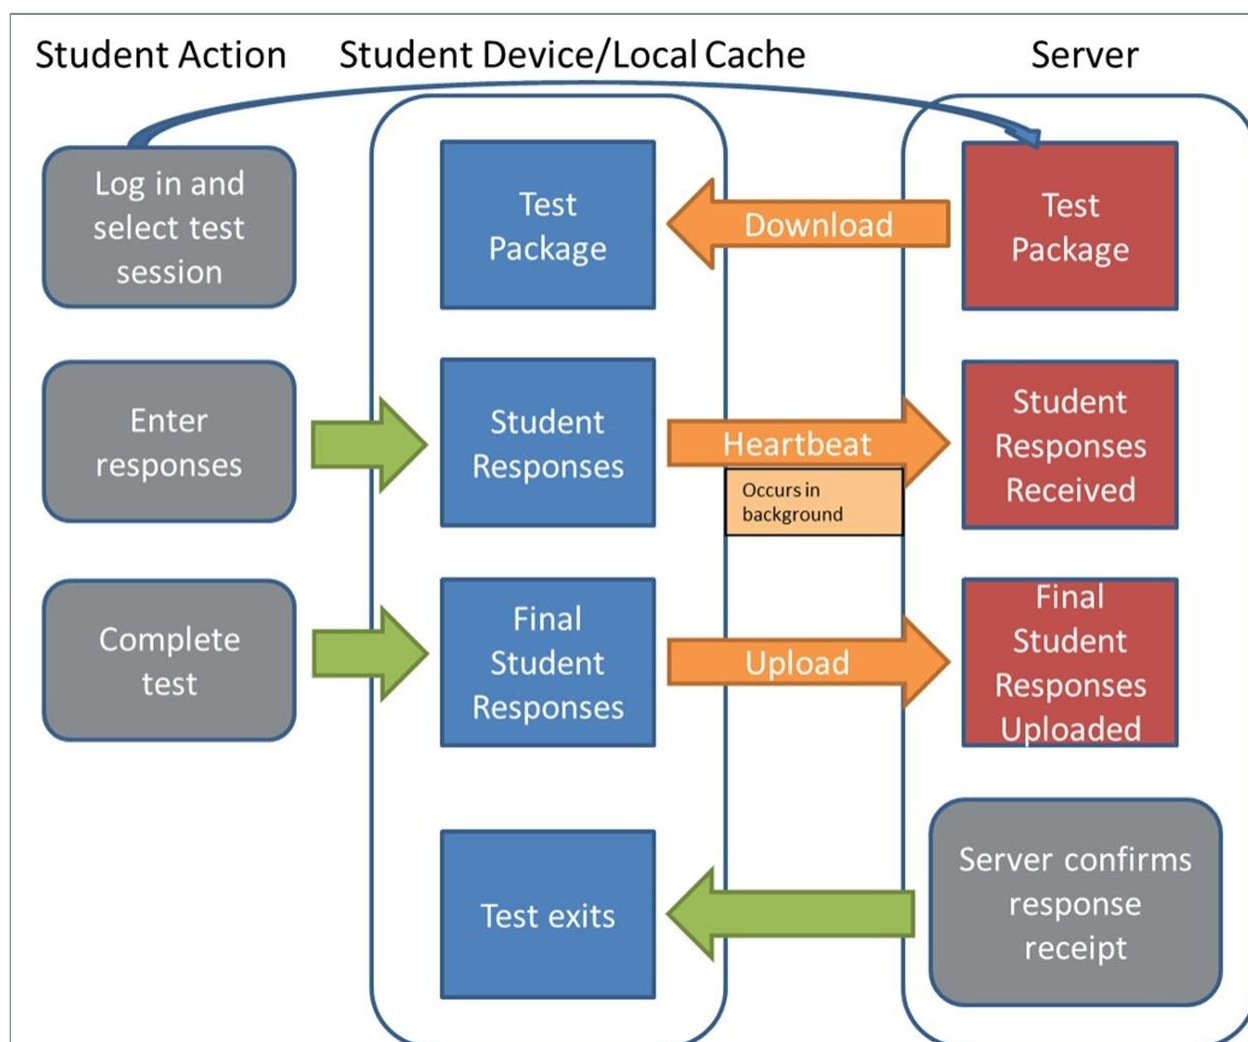 Student Action
Student Device/Local Cache
Server
Log in and
select test
session
Test
Package
Download
Test
Package
Enter
responses
Student
Responses
Heartbeat
Occurs in
background
Student
Responses
Received
Complete
test
Final
Student
Responses
Upload
Final
Student
Responses
Uploaded
Test exits
Server confirms
response
receipt